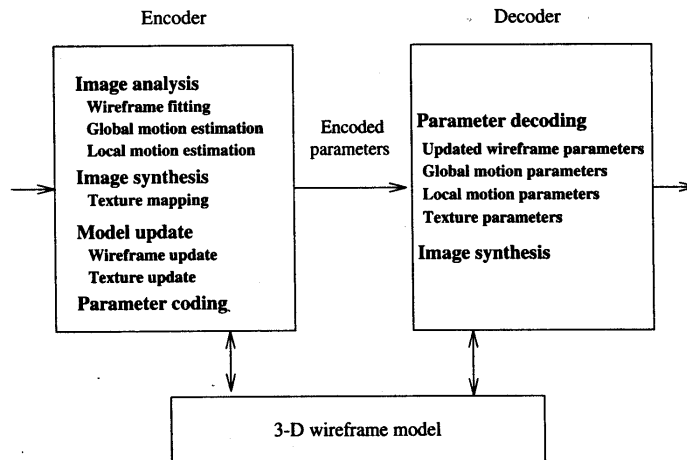 Encoder
Decoder
Image analysis
Wireframe fitting
Global motion estimation
Local motion estimation
Image synthesis
Texture mapping
Model update
Wireframe update
Texture update
Parameter coding
Encoded
parameters
Parameter decoding
Updated wireframe parameters
Global motion parameters
Local motion parameters
Texture parameters
Image synthesis
3-D wireframe model